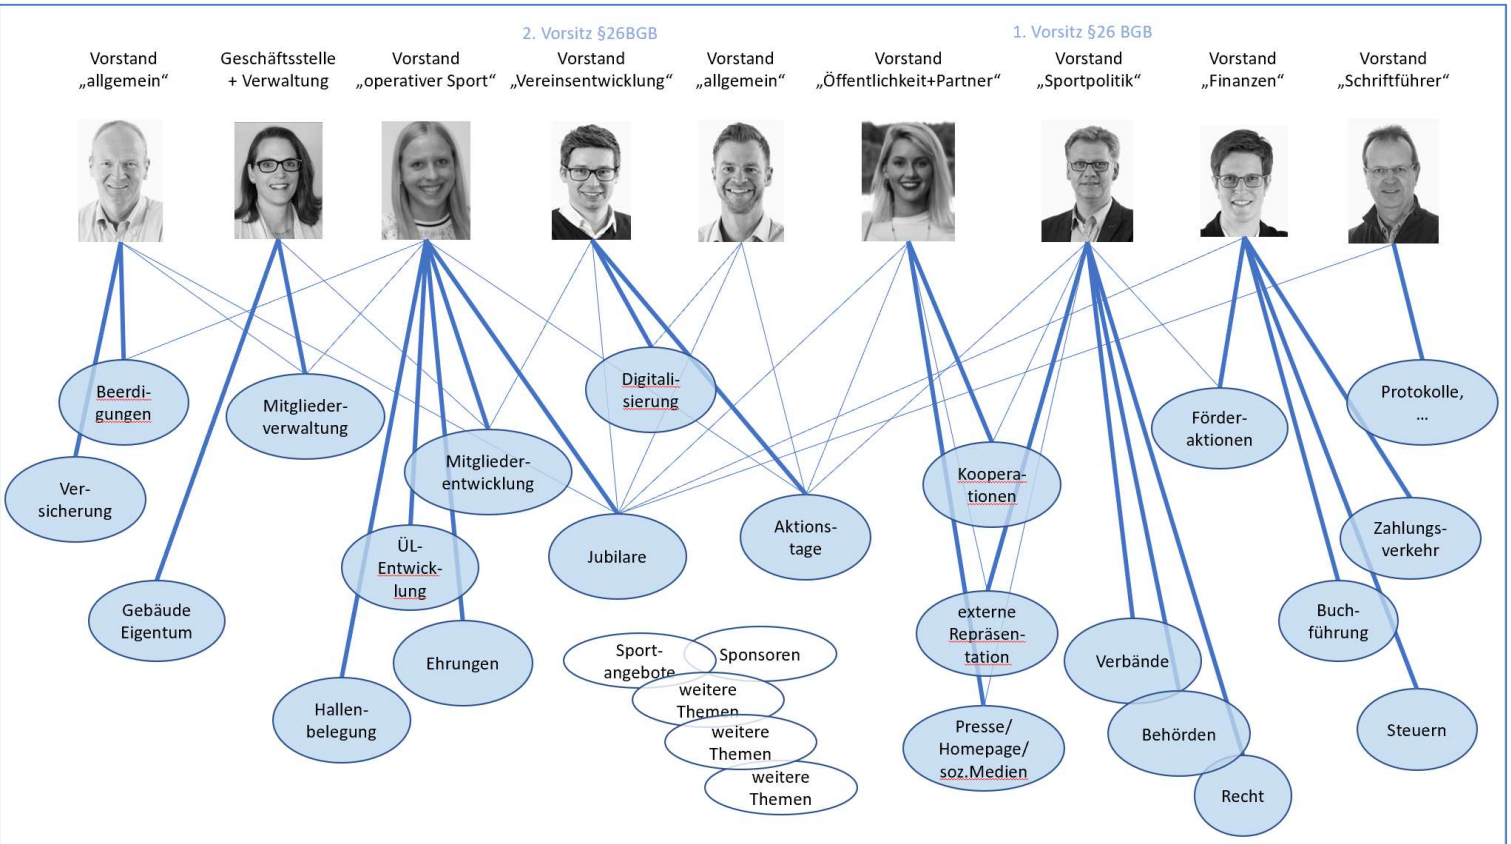 2. Vorsitz §26BGB
1. Vorsitz §26 BGB
Vorstand
„allgemein“
Geschäftsstelle
+ Verwaltung
Vorstand
„operativer Sport“
Vorstand
„Vereinsentwicklung“
Vorstand
„allgemein“
Vorstand
„Öffentlichkeit+Partner“
Vorstand
„Sportpolitik“
Vorstand
„Finanzen“
Vorstand
„Schriftführer“
Beerdi-
gungen
Mitglieder-
verwaltung
Digitali-
sierung
Förder-
aktionen
Protokolle,
...
Ver-
sicherung
Mitglieder-
entwicklung
Koopera-
tionen
ÜL-
Entwick-
lung
Jubilare
Aktions-
tage
Zahlungs-
verkehr
Gebäude
Eigentum
Ehrungen
externe
Repräsen-
tation
Verbände
Buch-
führung
Sport-
angebote
Sponsoren
weitere
Themen
weitere
Themen
weitere
Themen
Hallen-
belegung
Presse/
Homepage/
soz.Medien
Behörden
Steuern
Recht